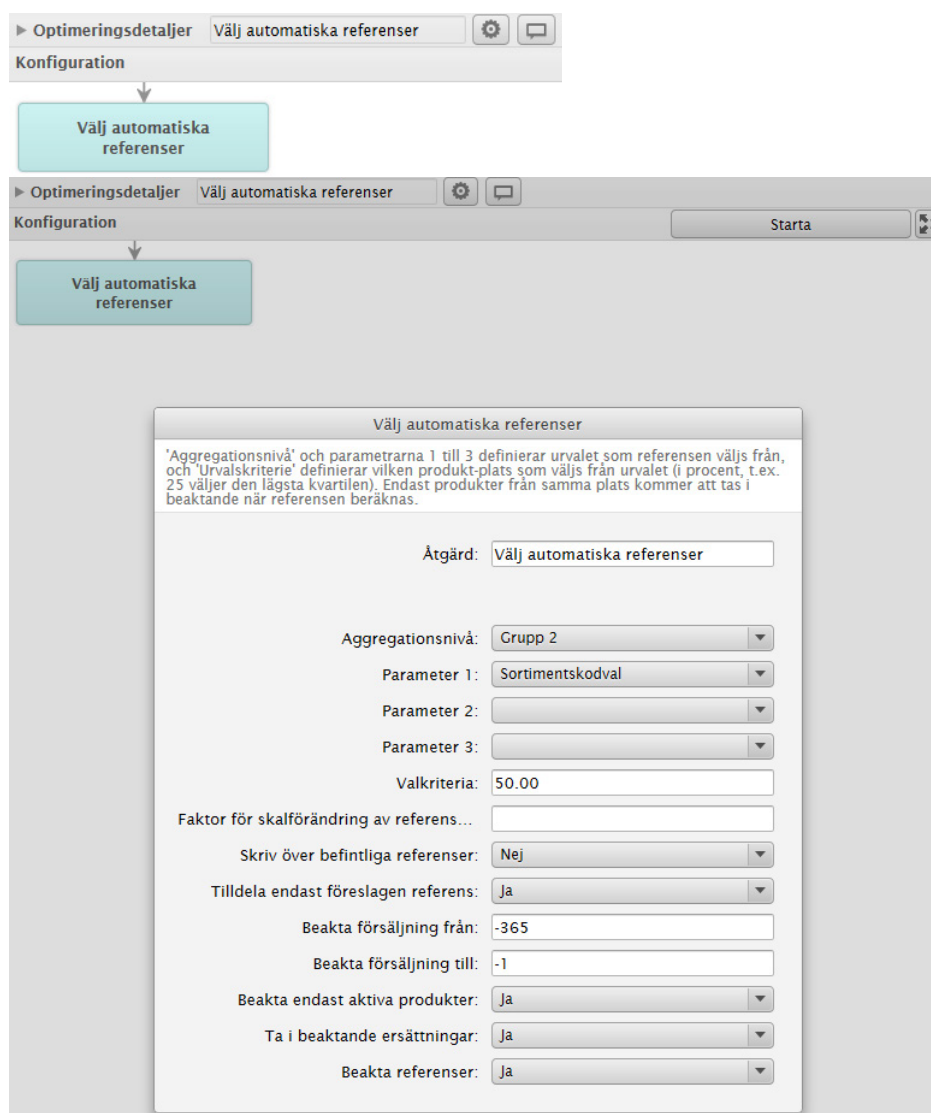 Optimeringsdetaljer Välj automatiska referenser
Konfiguration
Välj automatiska
referenser
Optimeringsdetaljer Välj automatiska referenser
Konfiguration Starta
Välj automatiska
referenser
Välj automatiska referenser
'Aggregationsnivå' och parametrarna 1 till 3 definierar urvalet som referensen väljs från,
och 'Urvalskriterie' definierar vilken produkt-plats som väljs från urvalet (i procent, t.ex.
25 väljer den lägsta kvartilen). Endast produkter från samma plats kommer att tas i
beaktande när referensen beräknas.
Åtgärd: Välj automatiska referenser
Aggregationsnivå: Grupp 2
Parameter 1: Sortimentskodval
Parameter 2:
Parameter 3:
Valkriteria: 50.00
Faktor för skalförändring av referens...
Skriv över befintliga referenser: Nej
Tilldela endast föreslagen referens: Ja
Beakta försäljning från: -365
Beakta försäljning till: -1
Beakta endast aktiva produkter: Ja
Ta i beaktande ersättningar: Ja
Beakta referenser: Ja